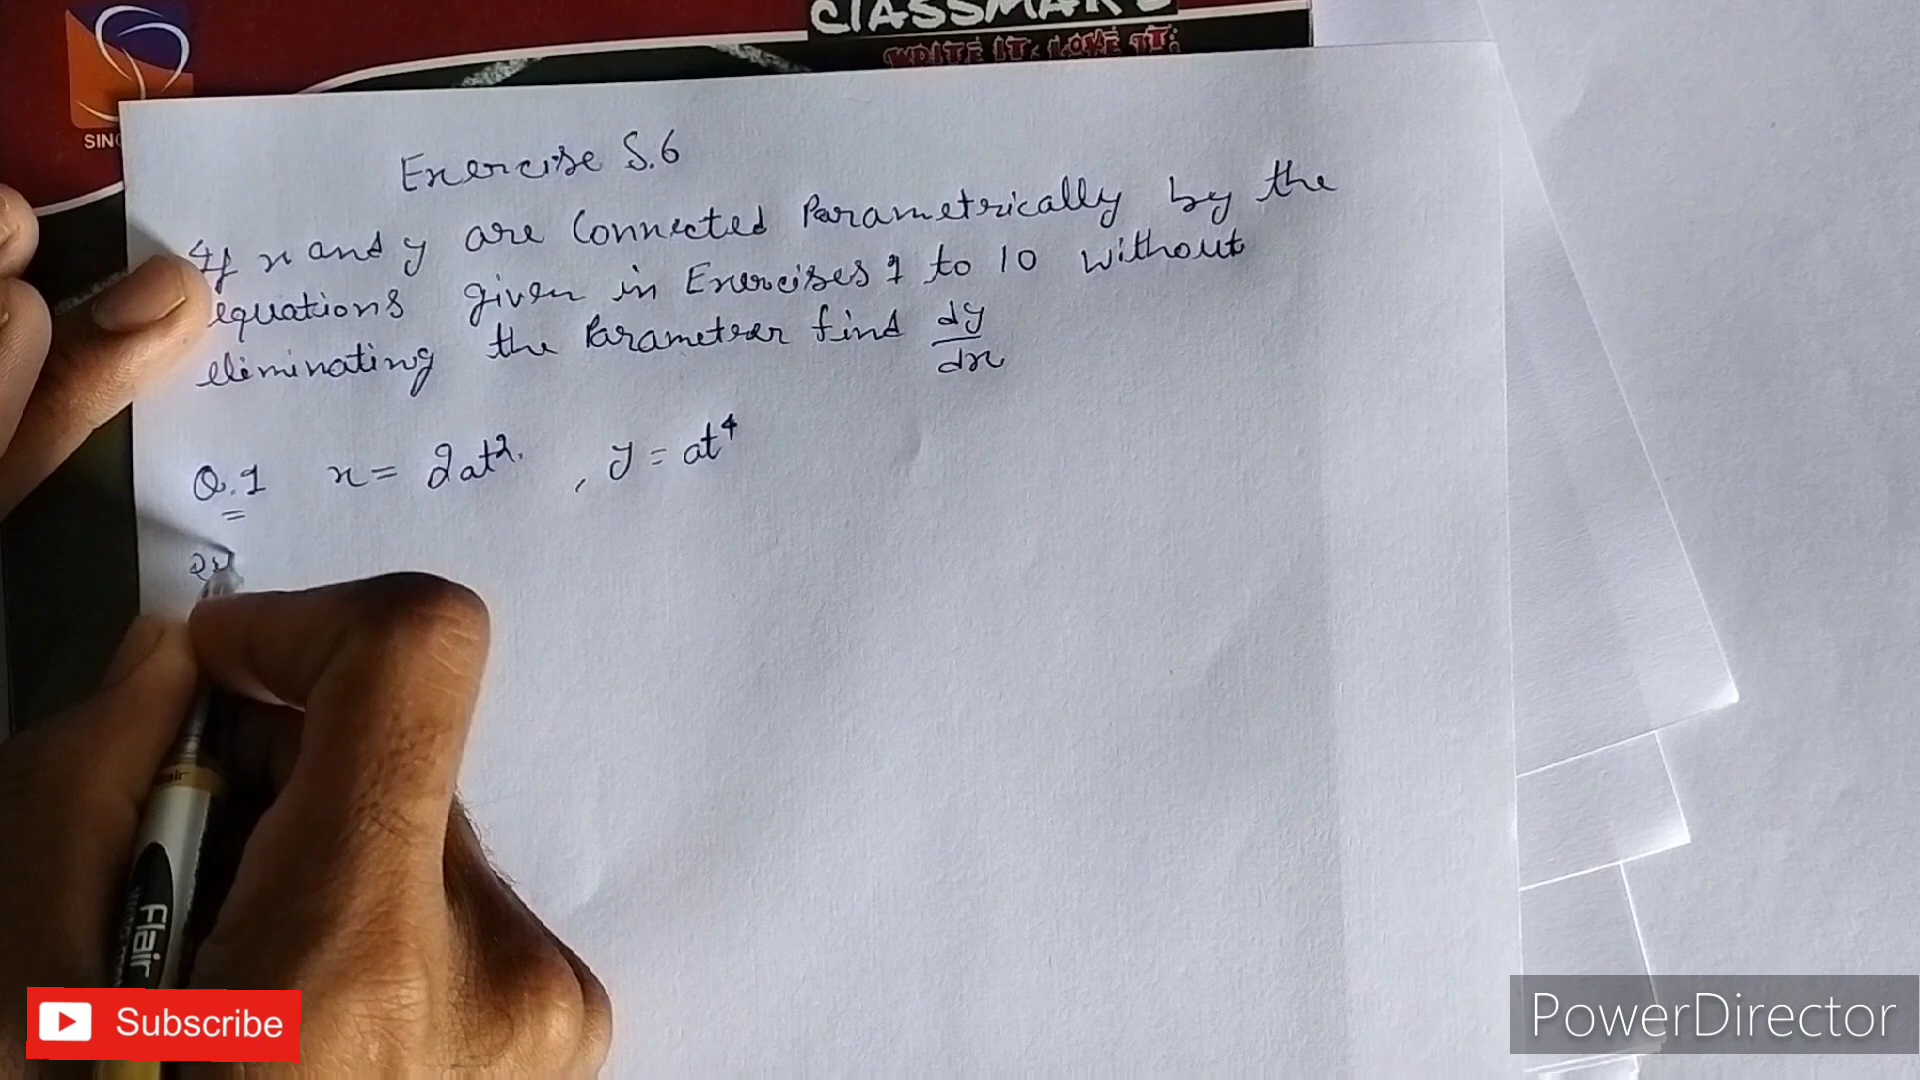 CLASSMATE
WRITE IT. LOVE IT:
SING
Exercise 5.6
If x and y are Connected Parametrically by the
equations given in Exercises 1 to 10 without
eliminating the Parameter find dy/dx
Q.1 x = 2at², y = at⁴
Flair
Subscribe
PowerDirector